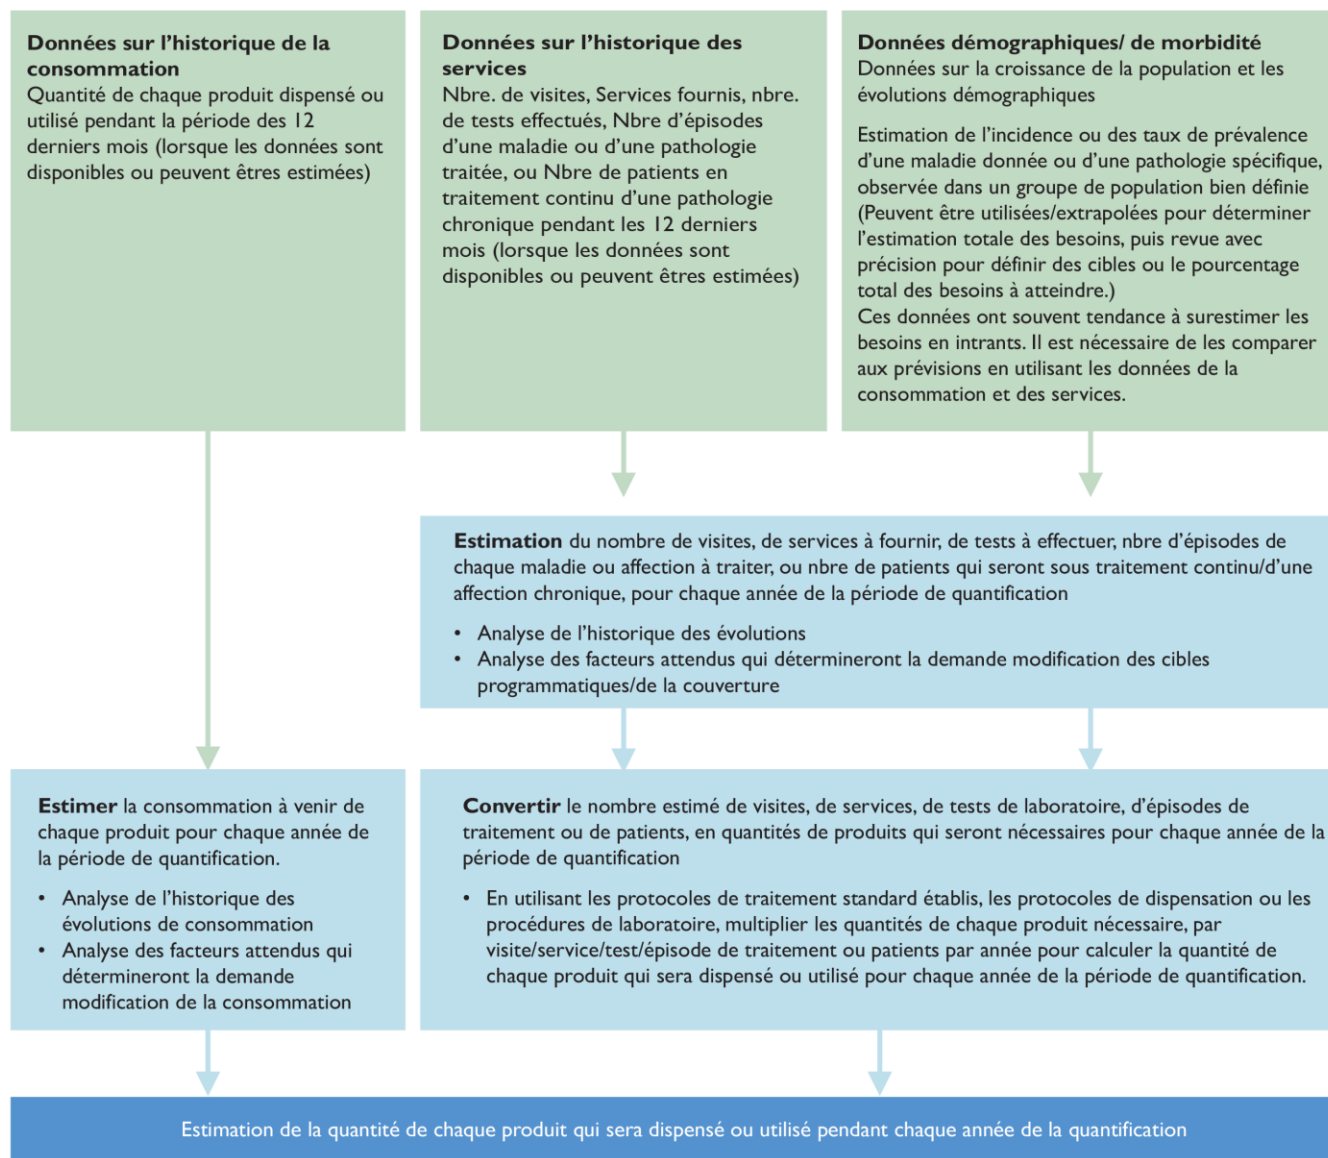 Données sur l’historique de la
consommation
Quantité de chaque produit dispensé ou
utilisé pendant la période des 12
derniers mois (lorsque les données sont
disponibles ou peuvent êtres estimées)
Données sur l’historique des
services
Nbre. de visites, Services fournis, nbre.
de tests effectués, Nbre d’épisodes
d’une maladie ou d’une pathologie
traitée, ou Nbre de patients en
traitement continu d’une pathologie
chronique pendant les 12 derniers
mois (lorsque les données sont
disponibles ou peuvent êtres estimées)
Données démographiques/ de morbidité
Données sur la croissance de la population et les
évolutions démographiques
Estimation de l’incidence ou des taux de prévalence
d’une maladie donnée ou d’une pathologie spécifique,
observée dans un groupe de population bien définie
(Peuvent être utilisées/extrapolées pour déterminer
l’estimation totale des besoins, puis revue avec
précision pour définir des cibles ou le pourcentage
total des besoins à atteindre.)
Ces données ont souvent tendance à surestimer les
besoins en intrants. Il est nécessaire de les comparer
aux prévisions en utilisant les données de la
consommation et des services.
Estimation du nombre de visites, de services à fournir, de tests à effectuer, nbre d’épisodes de
chaque maladie ou affection à traiter, ou nbre de patients qui seront sous traitement continu/d’une
affection chronique, pour chaque année de la période de quantification
• Analyse de l’historique des évolutions
• Analyse des facteurs attendus qui détermineront la demande modification des cibles
programmatiques/de la couverture
Estimer la consommation à venir de
chaque produit pour chaque année de
la période de quantification.
• Analyse de l’historique des
évolutions de consommation
• Analyse des facteurs attendus qui
détermineront la demande
modification de la consommation
Convertir le nombre estimé de visites, de services, de tests de laboratoire, d’épisodes de
traitement ou de patients, en quantités de produits qui seront nécessaires pour chaque année de la
période de quantification
• En utilisant les protocoles de traitement standard établis, les protocoles de dispensation ou les
procédures de laboratoire, multiplier les quantités de chaque produit nécessaire, par
visite/service/test/épisode de traitement ou patients par année pour calculer la quantité de
chaque produit qui sera dispensé ou utilisé pour chaque année de la période de quantification.
Estimation de la quantité de chaque produit qui sera dispensé ou utilisé pendant chaque année de la quantification